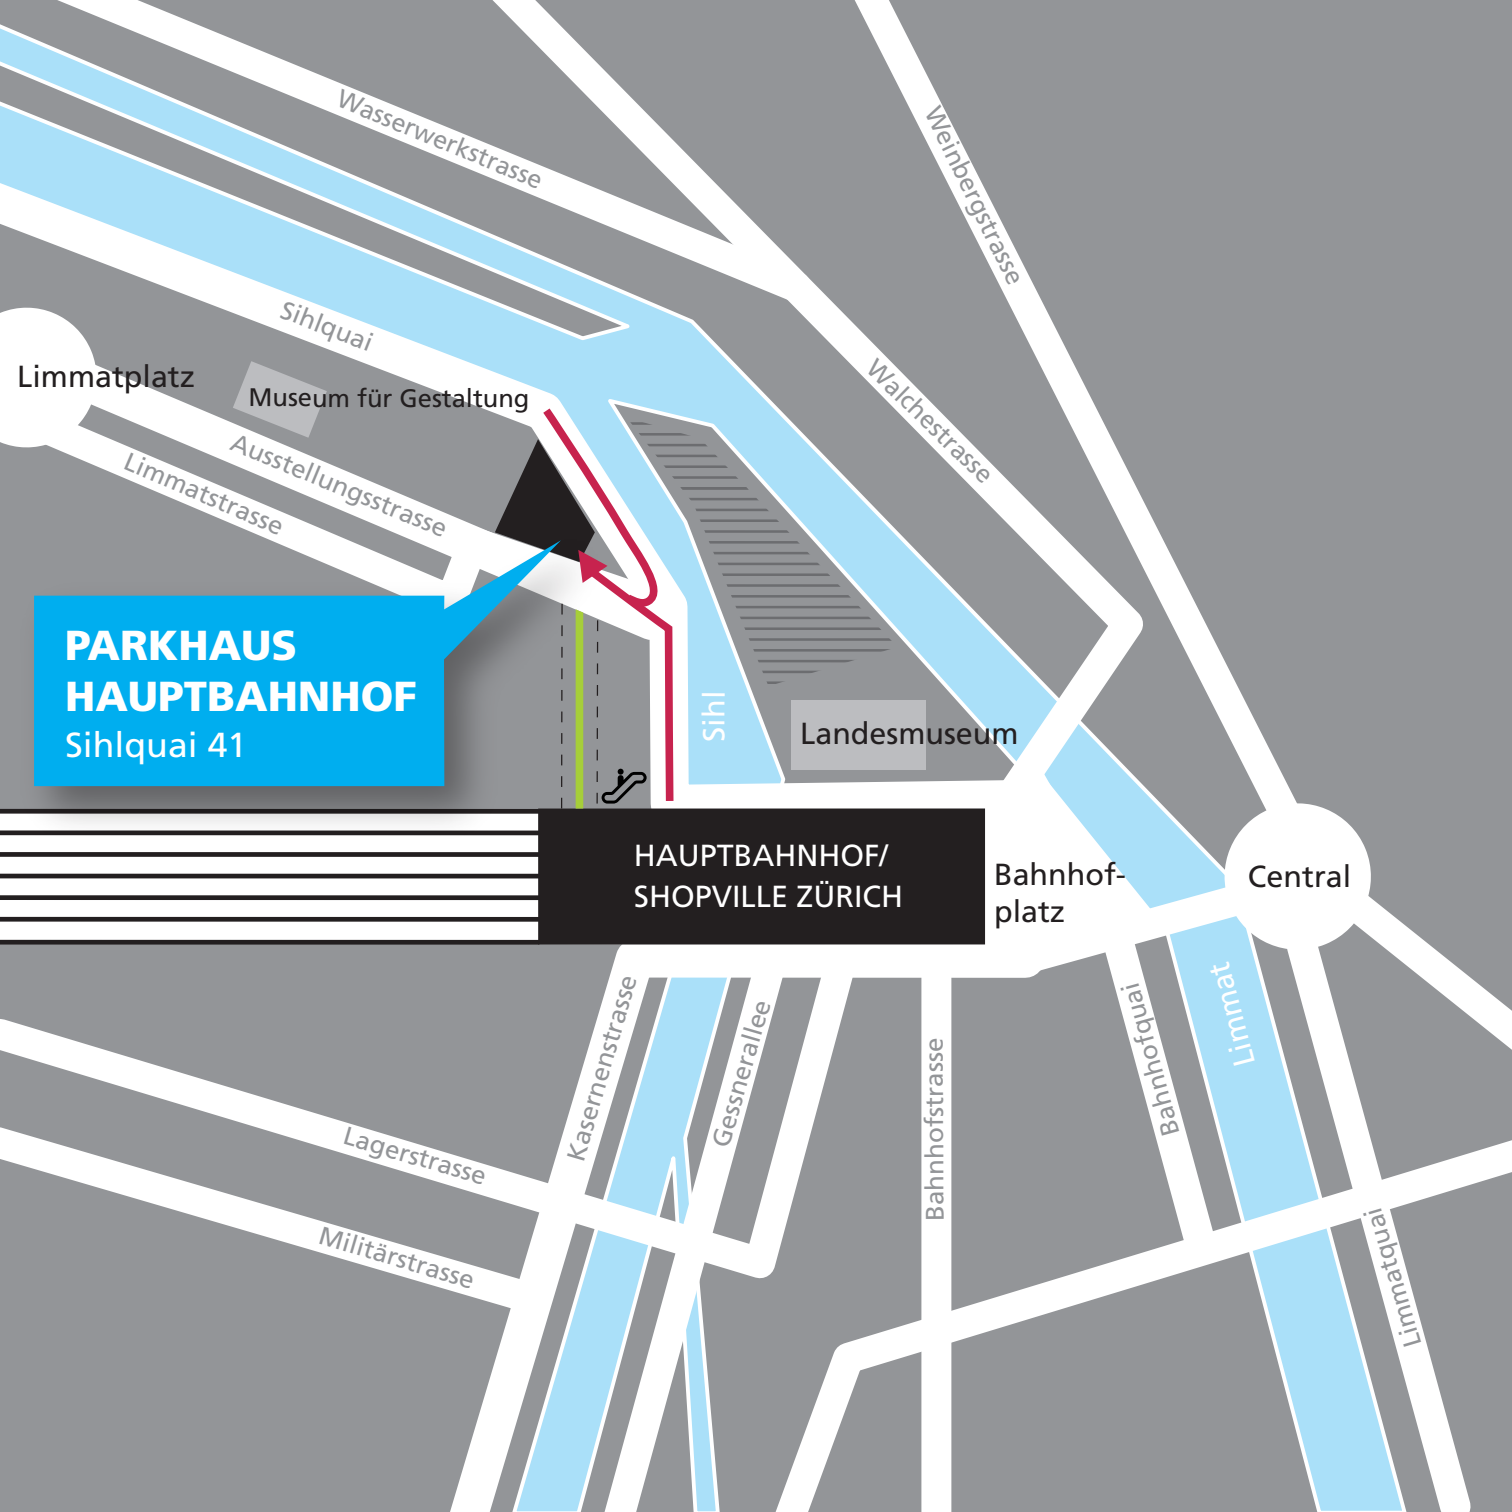 Wasserwerkstrasse
Weinbergstrasse
Sihlquai
Limmatplatz
Museum für Gestaltung
Walchestrasse
Ausstellungsstrasse
Limmatstrasse
PARKHAUS
HAUPTBAHNHOF
Sihlquai 41
Sihl
Landesmuseum
HAUPTBAHNHOF/
SHOPVILLE ZÜRICH
Bahnhof-
platz
Central
Kasernenstrasse
Gessnerallee
Bahnhofstrasse
Bahnhofquai
Limmat
Lagerstrasse
Militärstrasse
Limmatquai